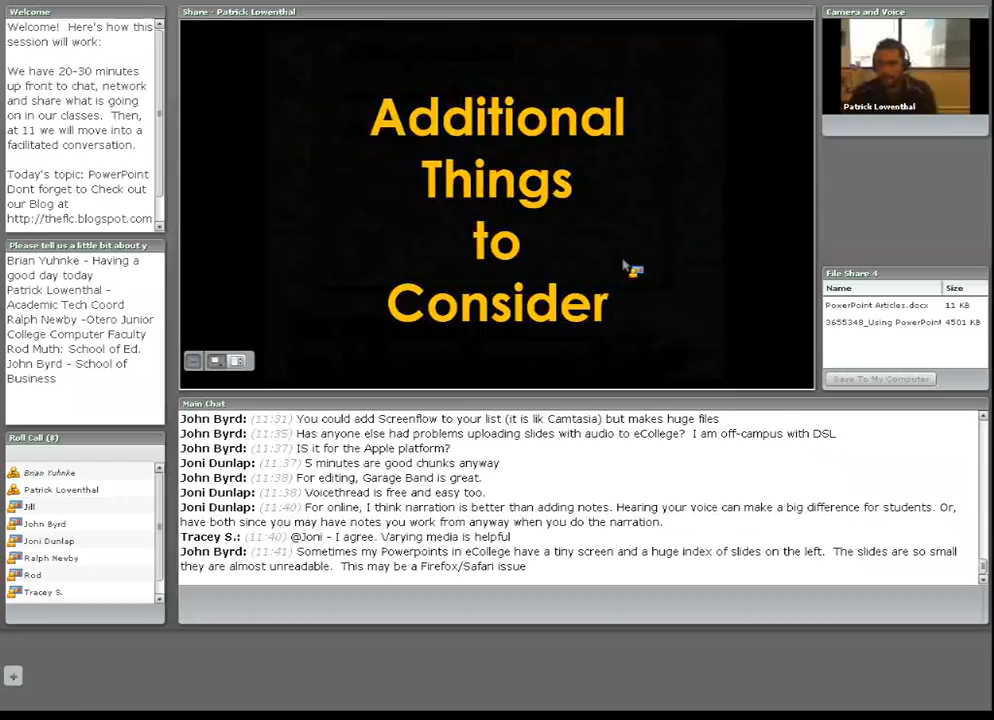 Welcome
Welcome! Here's how this
session will work:
We have 20-30 minutes
up front to chat, network
and share what is going
on in our classes. Then,
at 11 we will move into a
facilitated conversation.
Today's topic: PowerPoint
Dont forget to Check out
our Blog at
http://theflc.blogspot.com
Please tell us a little bit about y
Brian Yuhnke - Having a
good day today
Patrick Lowenthal -
Academic Tech Coord
Ralph Newby -Otero Junior
College Computer Faculty
Rod Muth: School of Ed.
John Byrd - School of
Business
Roll Call (8)
Brian Yuhnke
Patrick Lowenthal
Jill
John Byrd
Joni Dunlap
Ralph Newby
Rod
Tracey S.
Share - Patrick Lowenthal
Additional
Things
to
Consider
Main Chat
John Byrd: (11:31) You could add Screenflow to your list (it is lik Camtasia) but makes huge files
John Byrd: (11:35) Has anyone else had problems uploading slides with audio to eCollege? I am off-campus with DSL
John Byrd: (11:37) IS it for the Apple platform?
Joni Dunlap: (11:37) 5 minutes are good chunks anyway
John Byrd: (11:38) For editing, Garage Band is great.
Joni Dunlap: (11:38) Voicethread is free and easy too.
Joni Dunlap: (11:40) For online, I think narration is better than adding notes. Hearing your voice can make a big difference for students. Or,
have both since you may have notes you work from anyway when you do the narration.
Tracey S.: (11:40) @Joni - I agree. Varying media is helpful
John Byrd: (11:41) Sometimes my Powerpoints in eCollege have a tiny screen and a huge index of slides on the left. The slides are so small
they are almost unreadable. This may be a Firefox/Safari issue
Camera and Voice
Patrick Lowenthal
File Share 4
Name Size
PowerPoint Articles.docx 11 KB
3655348_Using PowerPoint 4501 KB
Save To My Computer